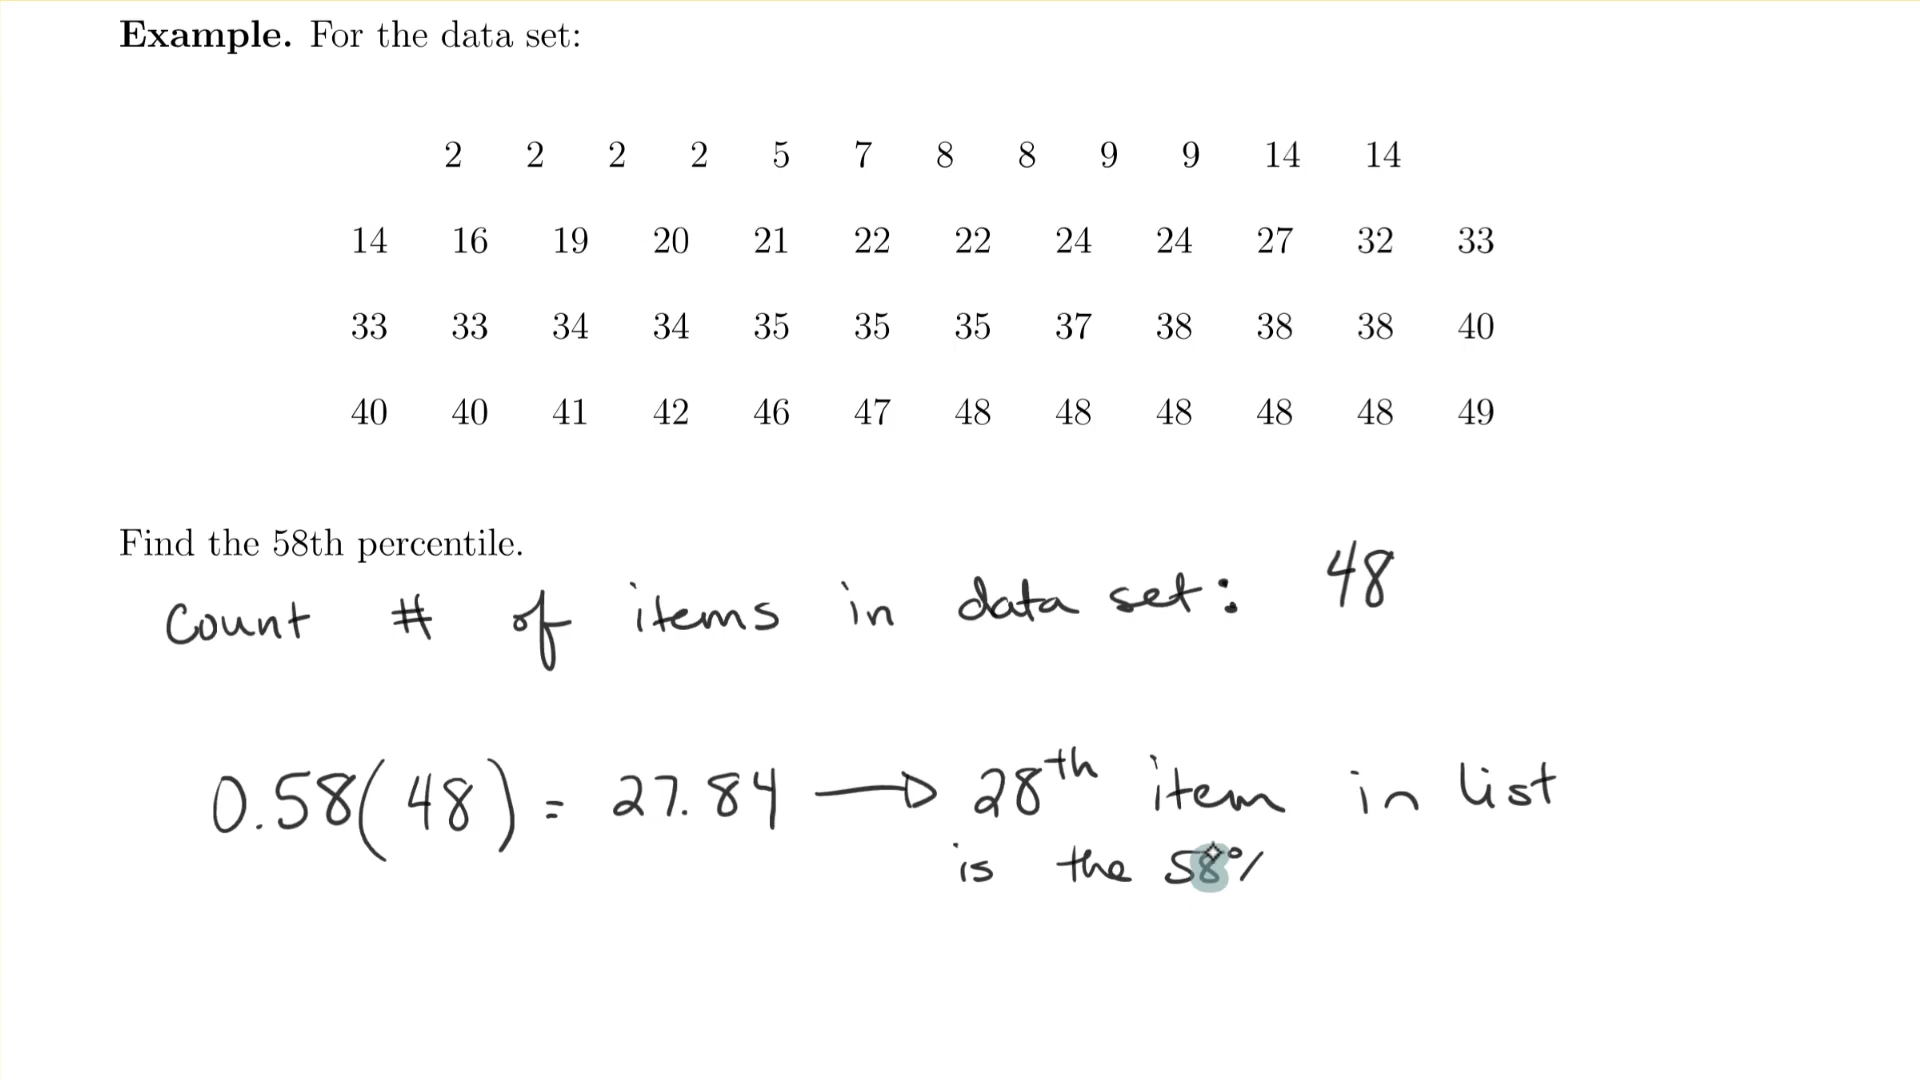 Example. For the data set:
2 2 2 2 5 7 8 8 9 9 14 14
14 16 19 20 21 22 22 24 24 27 32 33
33 33 34 34 35 35 35 37 38 38 38 40
40 40 41 42 46 47 48 48 48 48 48 49
Find the 58th percentile.
Count # of items in data set: 48
0.58(48) = 27.84 → 28th item in list
is the 58%